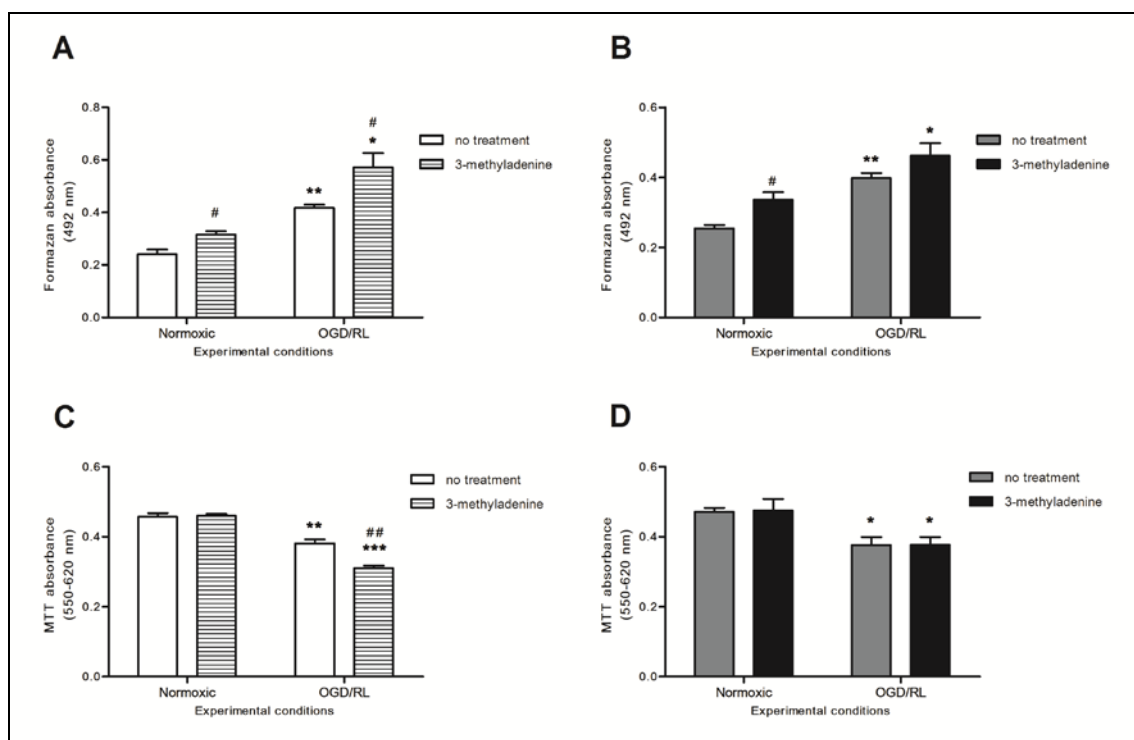 A
Formazan absorbance
(492 nm)
0.8
0.6
0.4
0.2
0.0
#
**
#
*
no treatment
3-methyladenine
Normoxic
OGD/RL
Experimental conditions
B
Formazan absorbance
(492 nm)
0.6
0.4
0.2
0.0
#
**
*
no treatment
3-methyladenine
Normoxic
OGD/RL
Experimental conditions
C
MTT absorbance
(550-620 nm)
0.6
0.4
0.2
0.0
**
##
***
no treatment
3-methyladenine
Normoxic
OGD/RL
Experimental conditions
D
MTT absorbance
(550-620 nm)
0.6
0.4
0.2
0.0
*
*
no treatment
3-methyladenine
Normoxic
OGD/RL
Experimental conditions